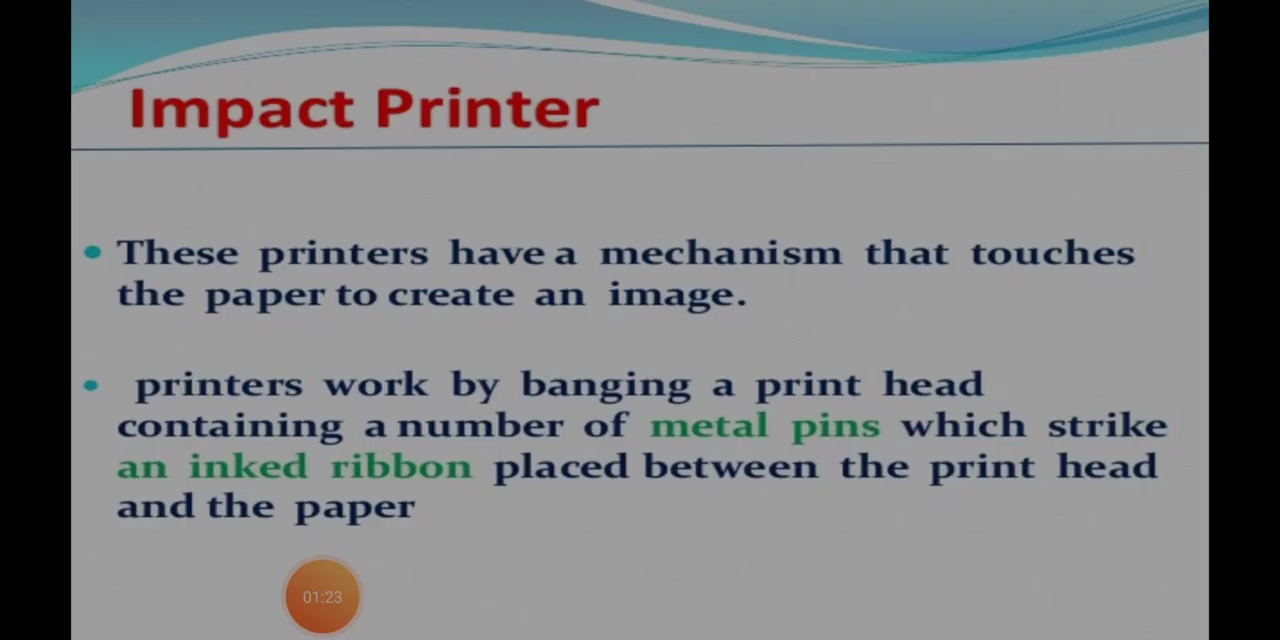 Impact Printer
These printers have a mechanism that touches
the paper to create an image.
printers work by banging a print head
containing a number of metal pins which strike
an inked ribbon placed between the print head
and the paper
01:23